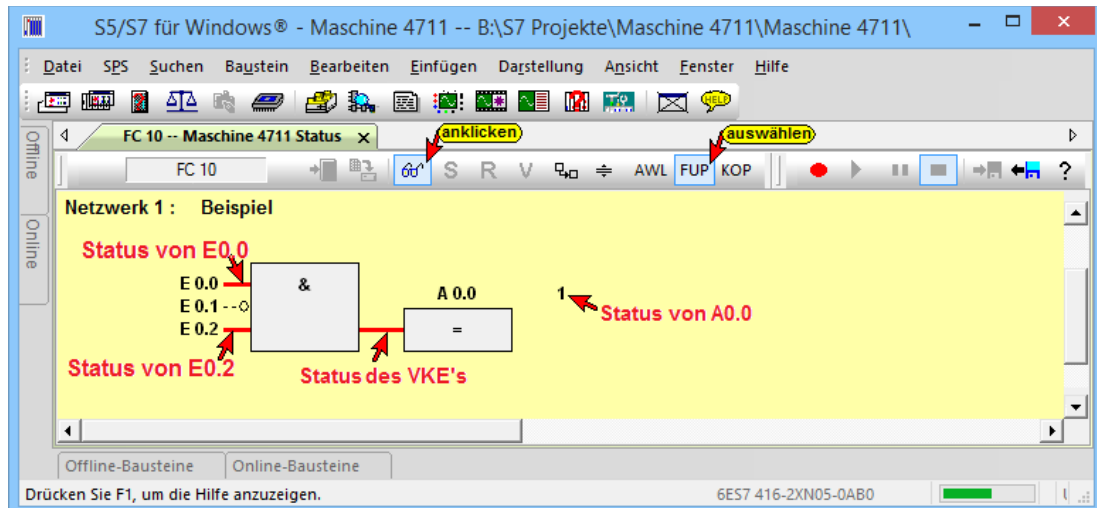 S5/S7 für Windows® - Maschine 4711 -- B:\S7 Projekte\Maschine 4711\Maschine 4711\
Datei SPS Suchen Baustein Bearbeiten Einfügen Darstellung Ansicht Fenster Hilfe
HELP
FC 10 -- Maschine 4711 Status x
anklicken
auswählen
Offline
FC 10
S R V
AWL FUP KOP
?
Online
Netzwerk 1 : Beispiel
Status von E0.0
E 0.0
&
A 0.0
1
E 0.1
Status von A0.0
E 0.2
=
Status von E0.2
Status des VKE's
Offline-Bausteine Online-Bausteine
Drücken Sie F1, um die Hilfe anzuzeigen.
6ES7 416-2XN05-0AB0